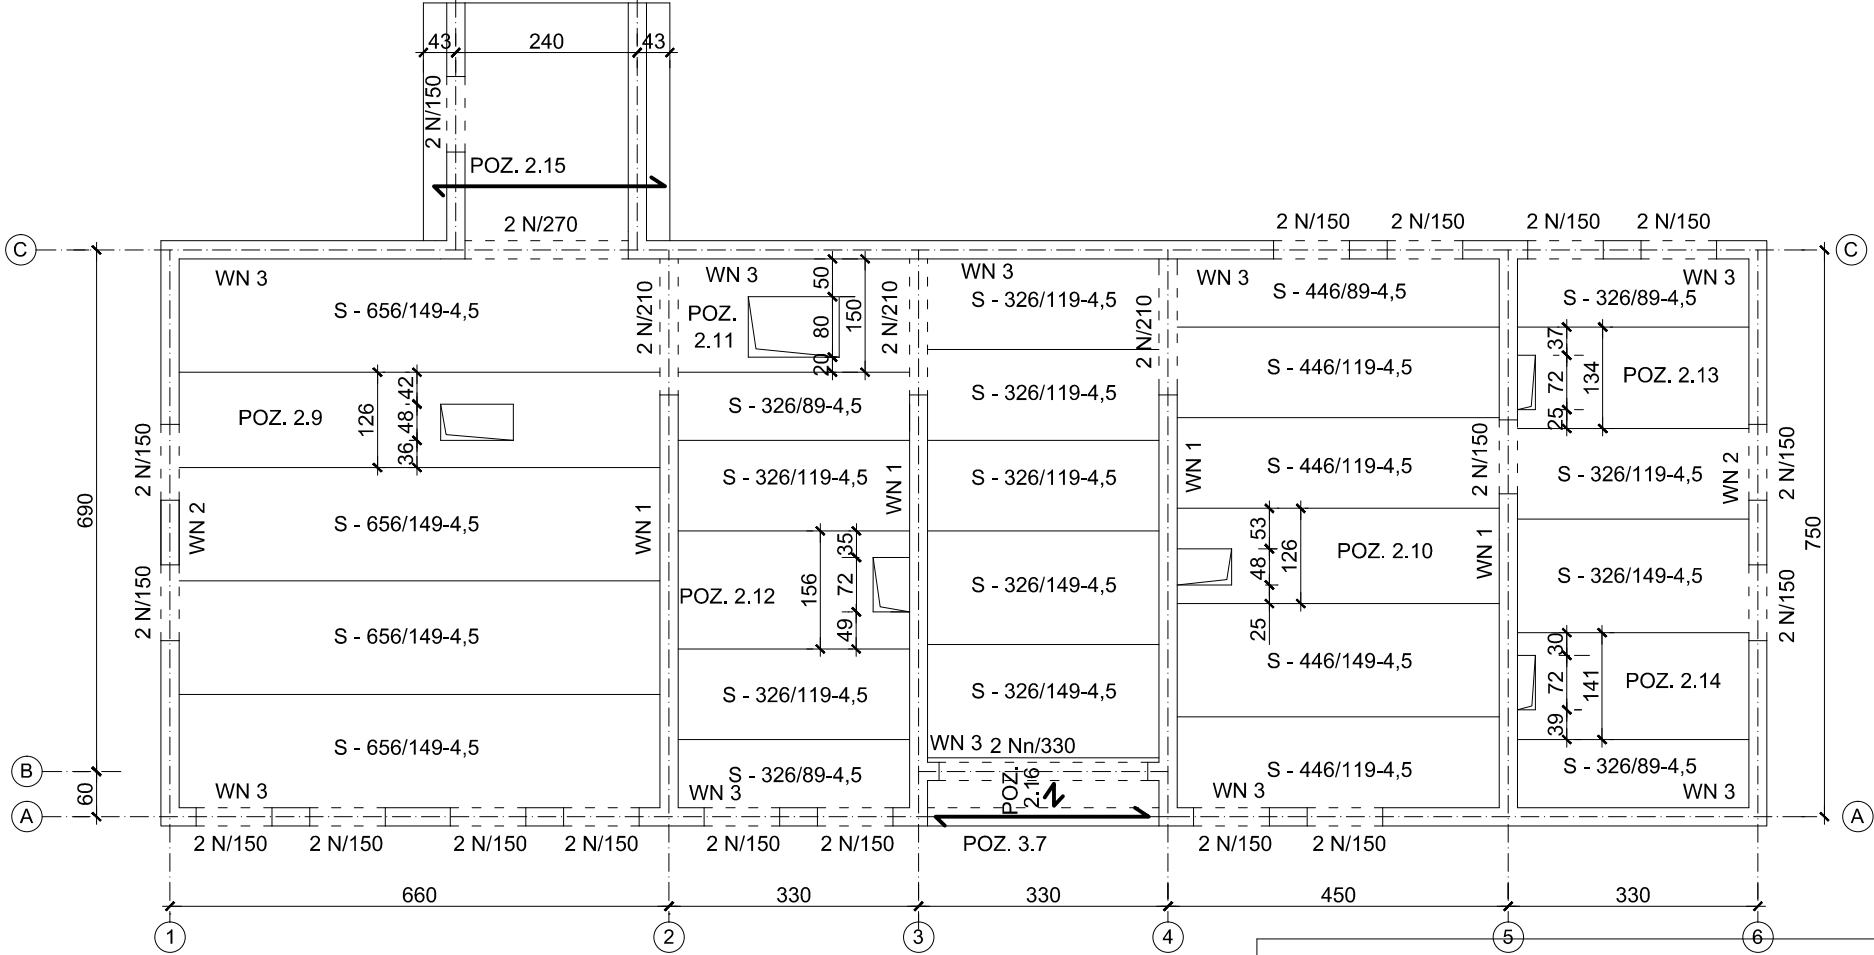 43
240
43
2 N/150
POZ. 2.15
2 N/270
2 N/150
2 N/150
2 N/150
2 N/150
C
C
WN 3
S - 656/149-4,5
2 N/210
WN 3
POZ.
2.11
50
80
20
150
2 N/210
WN 3
S - 326/119-4,5
2 N/210
WN 3
S - 446/89-4,5
WN 3
S - 326/89-4,5
POZ. 2.9
126
42
48
36
S - 326/89-4,5
S - 326/119-4,5
S - 446/119-4,5
37
72
25
134
POZ. 2.13
2 N/150
WN 2
S - 656/149-4,5
WN 1
S - 326/119-4,5
WN 1
S - 326/119-4,5
WN 1
S - 446/119-4,5
2 N/150
S - 326/119-4,5
WN 2
2 N/150
690
750
2 N/150
S - 656/149-4,5
POZ. 2.12
156
35
72
49
S - 326/149-4,5
53
48
25
126
POZ. 2.10
WN 1
S - 326/149-4,5
2 N/150
S - 326/119-4,5
S - 326/149-4,5
S - 446/149-4,5
30
72
39
141
POZ. 2.14
S - 656/149-4,5
S - 326/89-4,5
WN 3
2 Nn/330
S - 446/119-4,5
S - 326/89-4,5
B
60
WN 3
WN 3
POZ.
2.16
WN 3
WN 3
A
A
2 N/150
2 N/150
2 N/150
2 N/150
2 N/150
2 N/150
POZ. 3.7
2 N/150
2 N/150
660
330
330
450
330
1
2
3
4
5
6